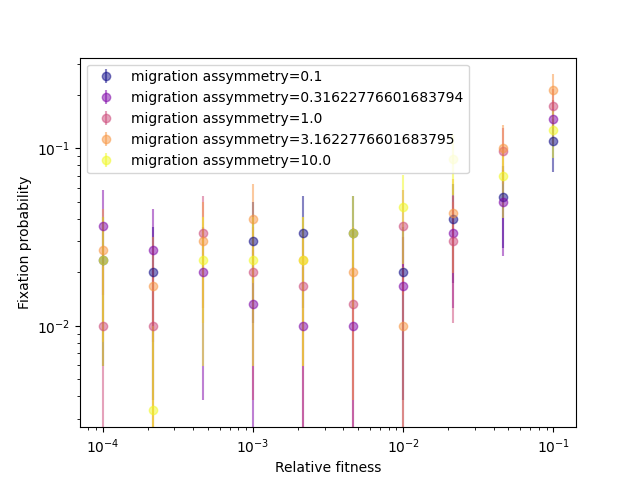 migration assymmetry=0.1
migration assymmetry=0.31622776601683794
migration assymmetry=1.0
migration assymmetry=3.1622776601683795
migration assymmetry=10.0
Fixation probability
10⁻¹
10⁻²
10⁻⁴ 10⁻³ 10⁻² 10⁻¹
Relative fitness